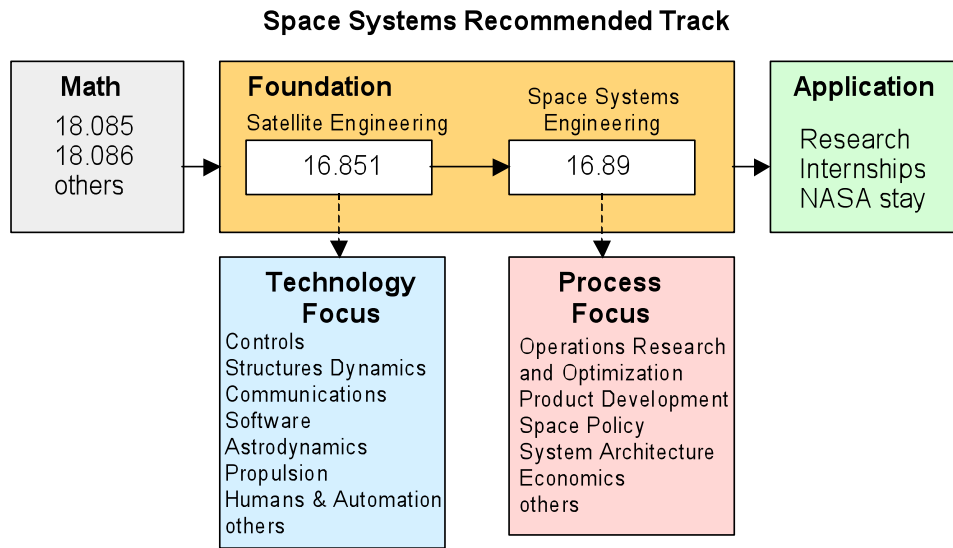 Space Systems Recommended Track
Math
18.085
18.086
others
Foundation
Satellite Engineering
16.851
Space Systems
Engineering
16.89
Application
Research
Internships
NASA stay
Technology
Focus
Controls
Structures Dynamics
Communications
Software
Astrodynamics
Propulsion
Humans & Automation
others
Process
Focus
Operations Research
and Optimization
Product Development
Space Policy
System Architecture
Economics
others